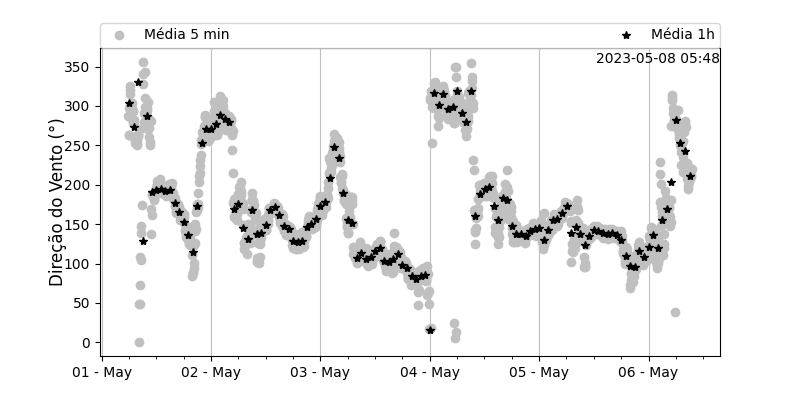 Média 5 min
Média 1h
2023-05-08 05:48
Direção do Vento (°)
350
300
250
200
150
100
50
0
01 - May
02 - May
03 - May
04 - May
05 - May
06 - May